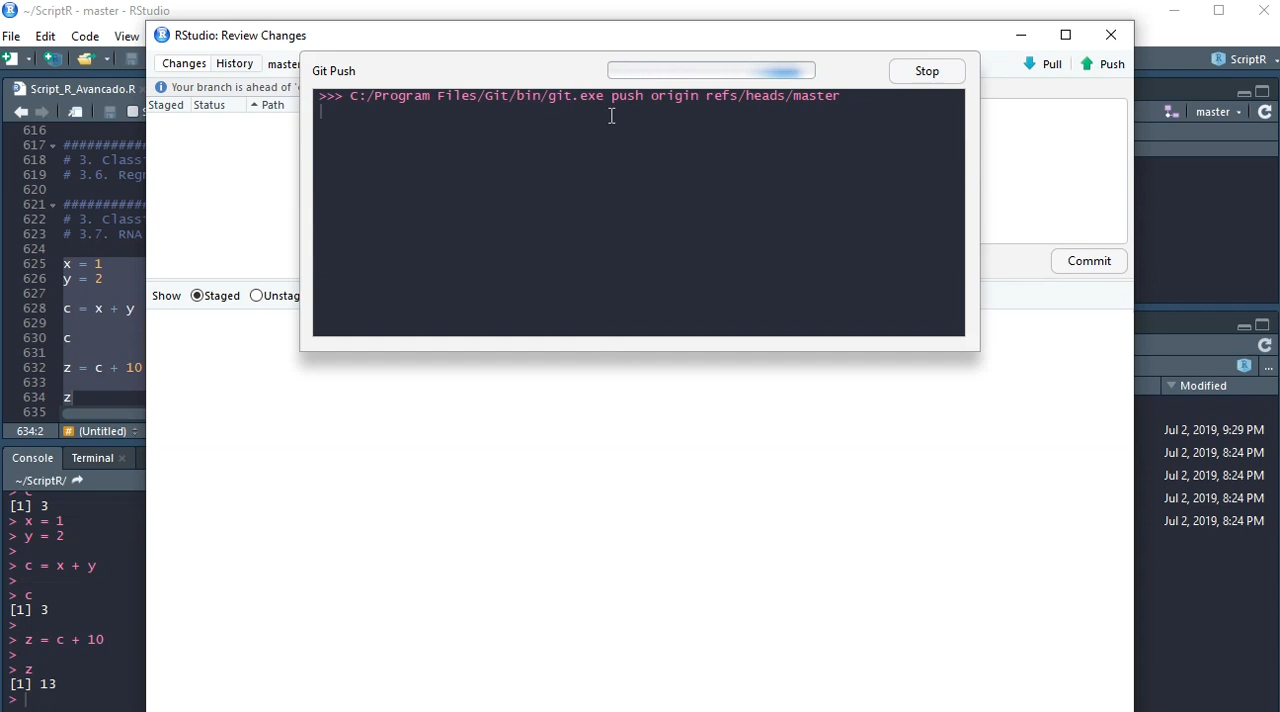 ~/ScriptR - master - RStudio
File Edit Code View
RStudio: Review Changes
Changes History master
Pull Push
Git Push
Stop
>>> C:/Program Files/Git/bin/git.exe push origin refs/heads/master
Your branch is ahead of '
Staged Status Path
Commit
Show Staged Unstag
ScriptR
Script_R_Avancado.R
master
616
617 ###########
618 # 3. Class
619 # 3.6. Reg
620
621 ###########
622 # 3. Class
623 # 3.7. RNA
624
625 x = 1
626 y = 2
627
628 c = x + y
629
630 c
631
632 z = c + 10
633
634 z
635
634:2 (Untitled)
Console Terminal
~/ScriptR/
> c
[1] 3
> x = 1
> y = 2
>
> c = x + y
>
> c
[1] 3
>
> z = c + 10
>
> z
[1] 13
>
...
Modified
Jul 2, 2019, 9:29 PM
Jul 2, 2019, 8:24 PM
Jul 2, 2019, 8:24 PM
Jul 2, 2019, 8:24 PM
Jul 2, 2019, 8:24 PM